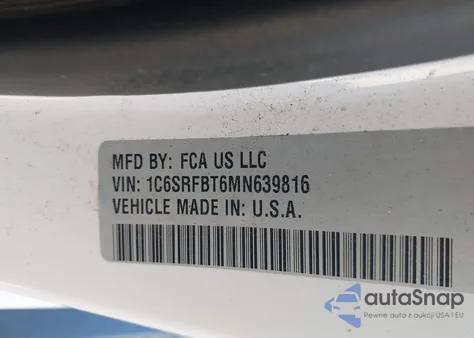 MFD BY: FCA US LLC
VIN: 1C6SRFBT6MN639816
VEHICLE MADE IN: U.S.A.
autoSnap
Pewne auta z aukcji USA i EU